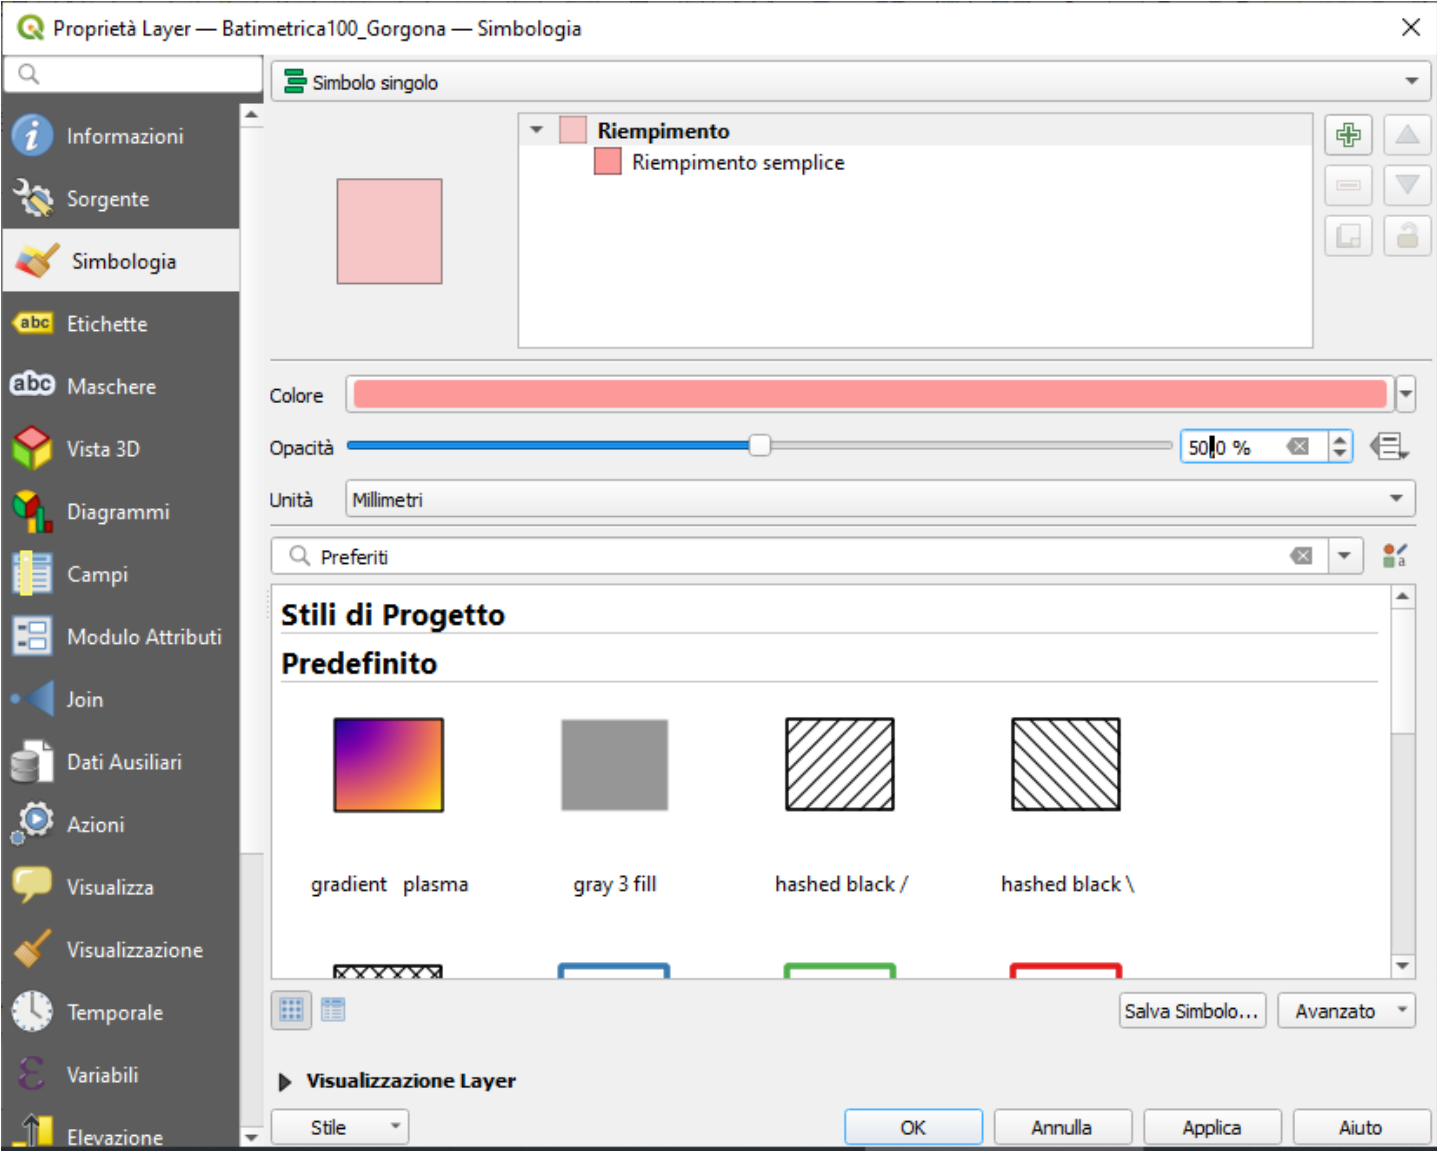 Proprietà Layer — Batimetrica100_Gorgona — Simbologia
Simbolo singolo
Informazioni
Sorgente
Simbologia
Etichette
Maschere
Vista 3D
Diagrammi
Campi
Modulo Attributi
Join
Dati Ausiliari
Azioni
Visualizza
Visualizzazione
Temporale
Variabili
Elevazione
abc
abc
Riempimento
Riempimento semplice
Colore
Opacità
50,0 %
Unità
Millimetri
Preferiti
a
Stili di Progetto
Predefinito
gradient plasma
gray 3 fill
hashed black /
hashed black \
Salva Simbolo...
Avanzato
Visualizzazione Layer
Stile
OK
Annulla
Applica
Aiuto